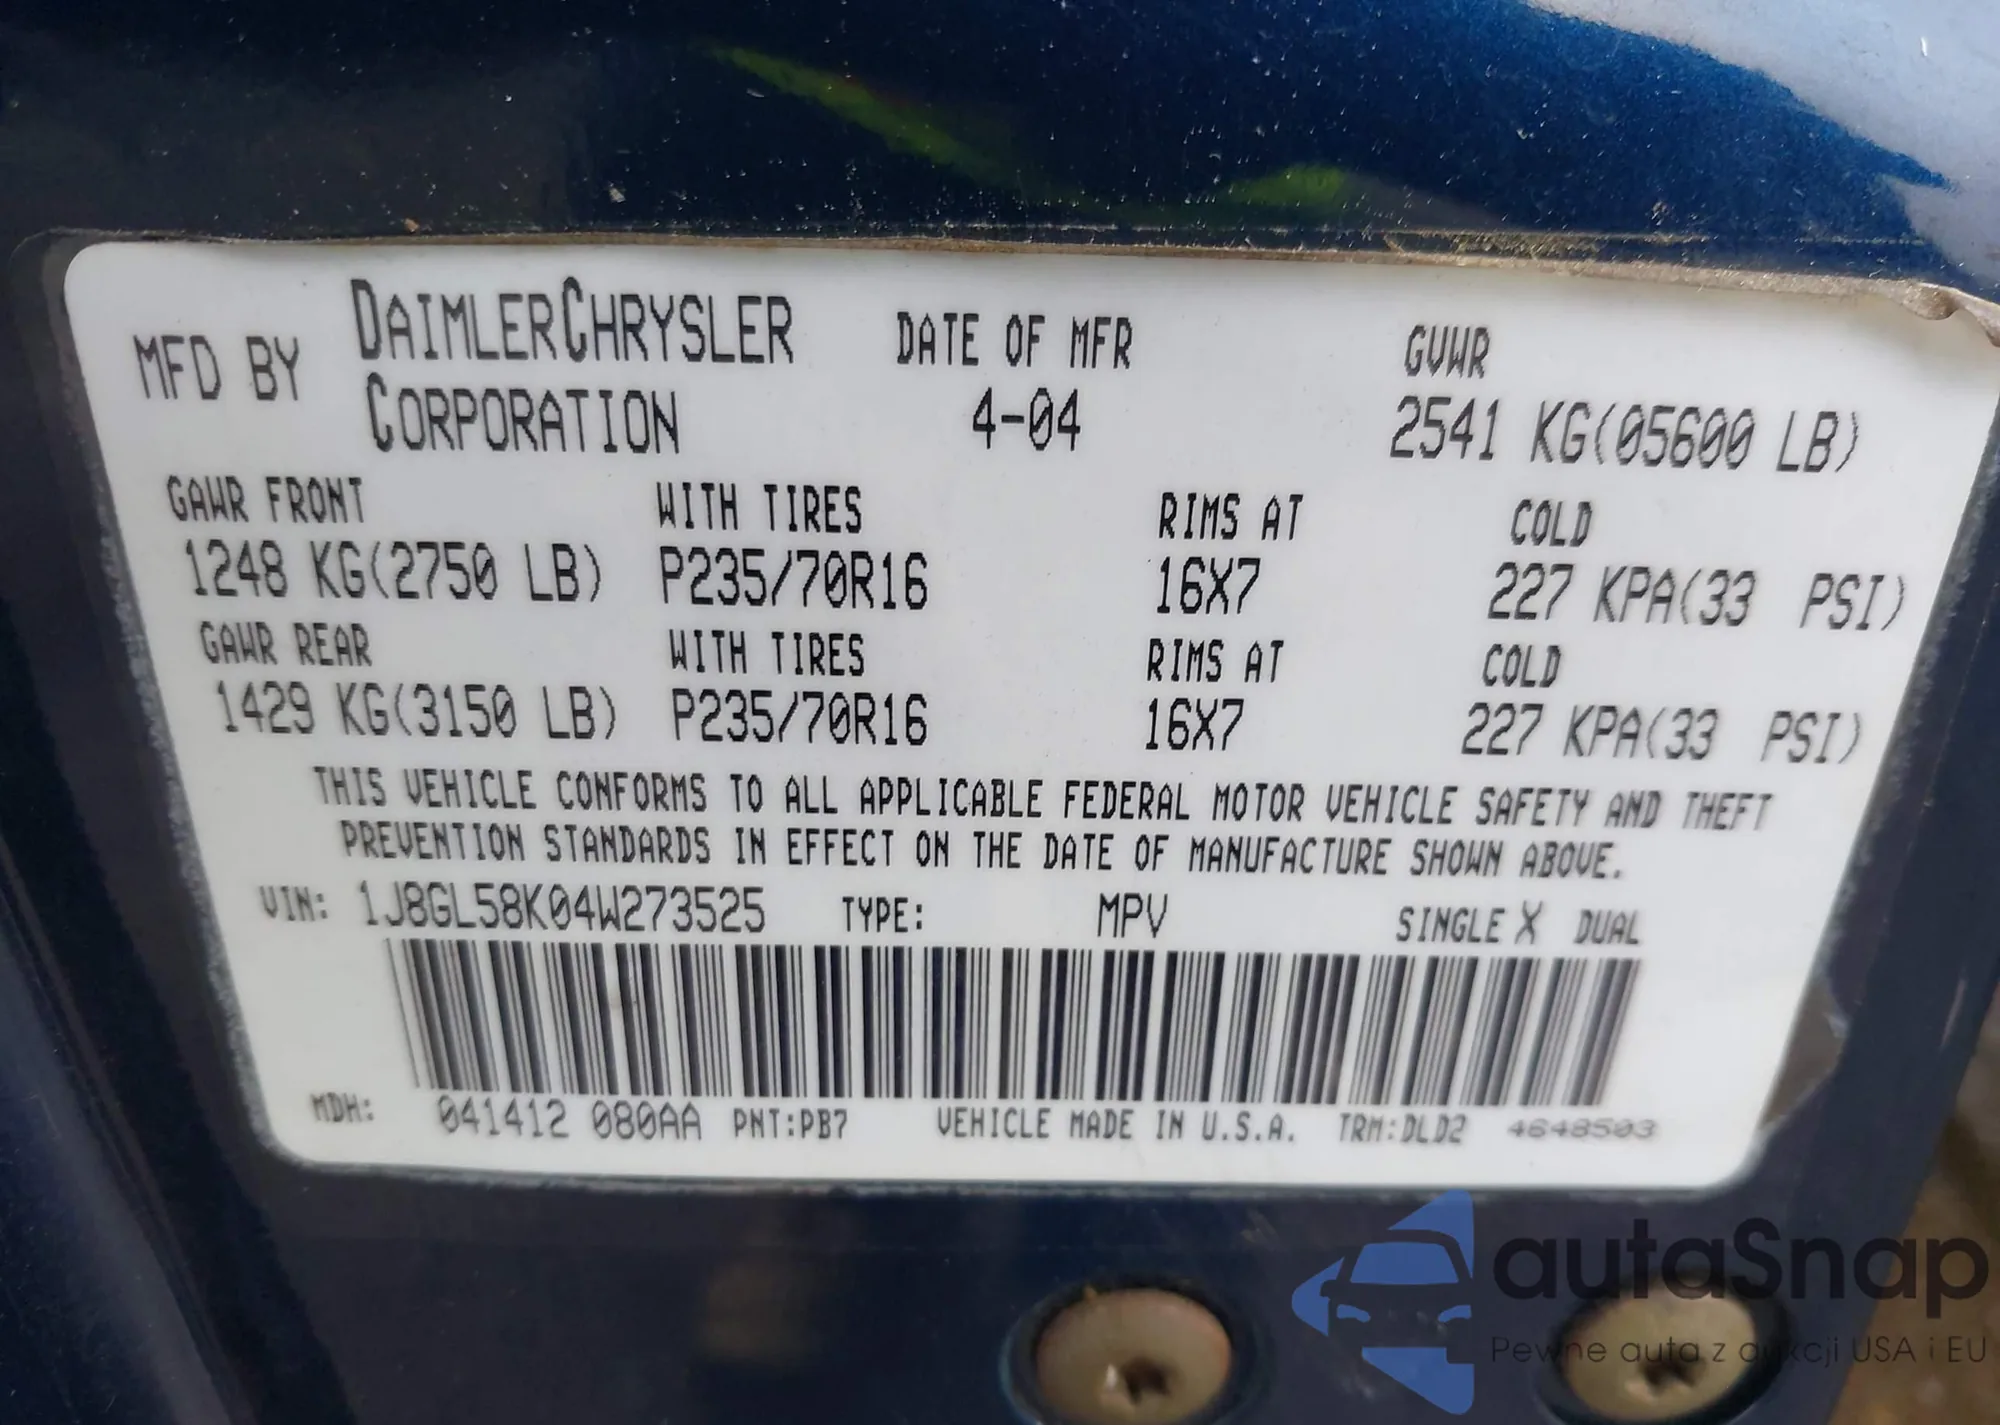 MFD BY DAIMLERCHRYSLER CORPORATION DATE OF MFR 4-04 GVWR 2541 KG(05600 LB)
GAWR FRONT WITH TIRES RIMS AT COLD
1248 KG(2750 LB) P235/70R16 16X7 227 KPA(33 PSI)
GAWR REAR WITH TIRES RIMS AT COLD
1429 KG(3150 LB) P235/70R16 16X7 227 KPA(33 PSI)
THIS VEHICLE CONFORMS TO ALL APPLICABLE FEDERAL MOTOR VEHICLE SAFETY AND THEFT
PREVENTION STANDARDS IN EFFECT ON THE DATE OF MANUFACTURE SHOWN ABOVE.
VIN: 1J8GL58K04W273525 TYPE: MPV SINGLE X DUAL
MDH: 041412 080AA PNT:PB7 VEHICLE MADE IN U.S.A. TRM:DLD2 4648503
autaSnap
Pewne auta z aukcji USA i EU